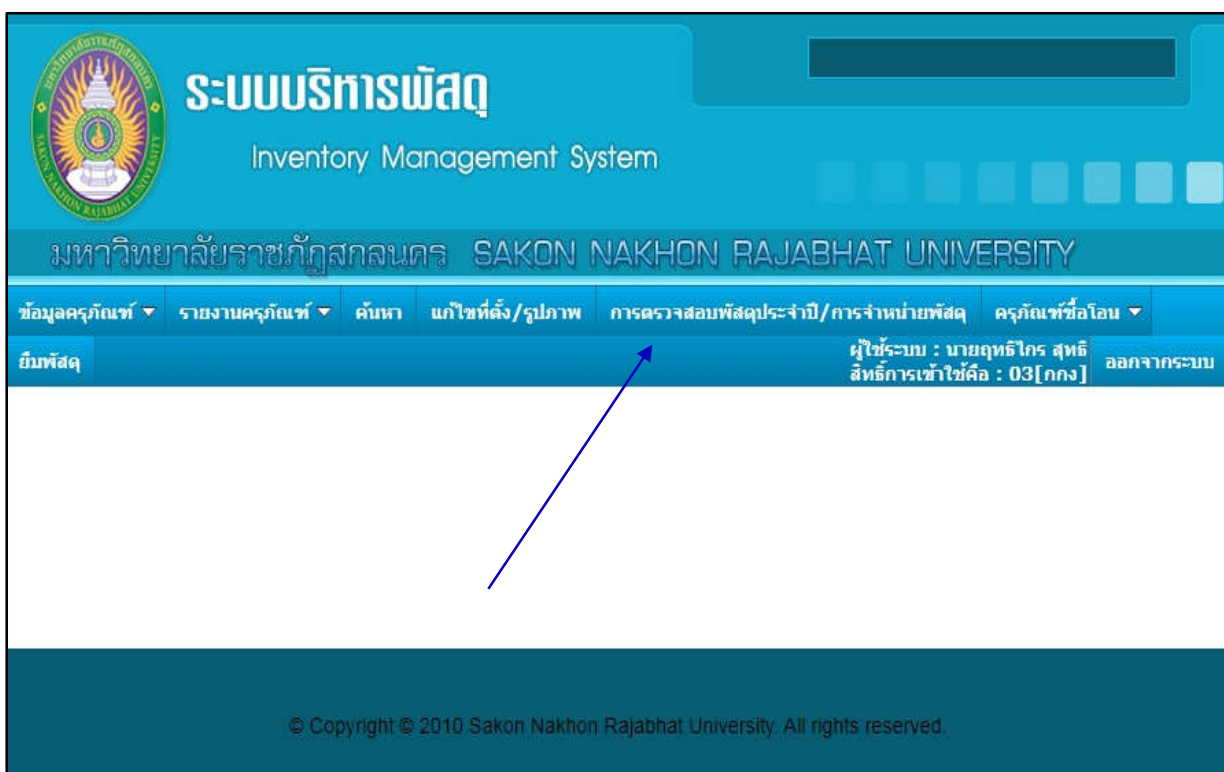 ระบบบริหารพัสดุ
Inventory Management System
มหาวิทยาลัยราชภัฏสกลนคร SAKON NAKHON RAJABHAT UNIVERSITY
ข้อมูลครุภัณฑ์ รายงานครุภัณฑ์ ค้นหา แก้ไขที่ตั้ง/รูปภาพ การตรวจสอบพัสดุประจำปี/การจำหน่ายพัสดุ ครุภัณฑ์ซื้อโอน
ยืมพัสดุ
ผู้ใช้ระบบ : นายฤทธิไกร สุทธิ
สิทธิ์การเข้าใช้คือ : 03[กกง]
ออกจากระบบ
© Copyright © 2010 Sakon Nakhon Rajabhat University. All rights reserved.